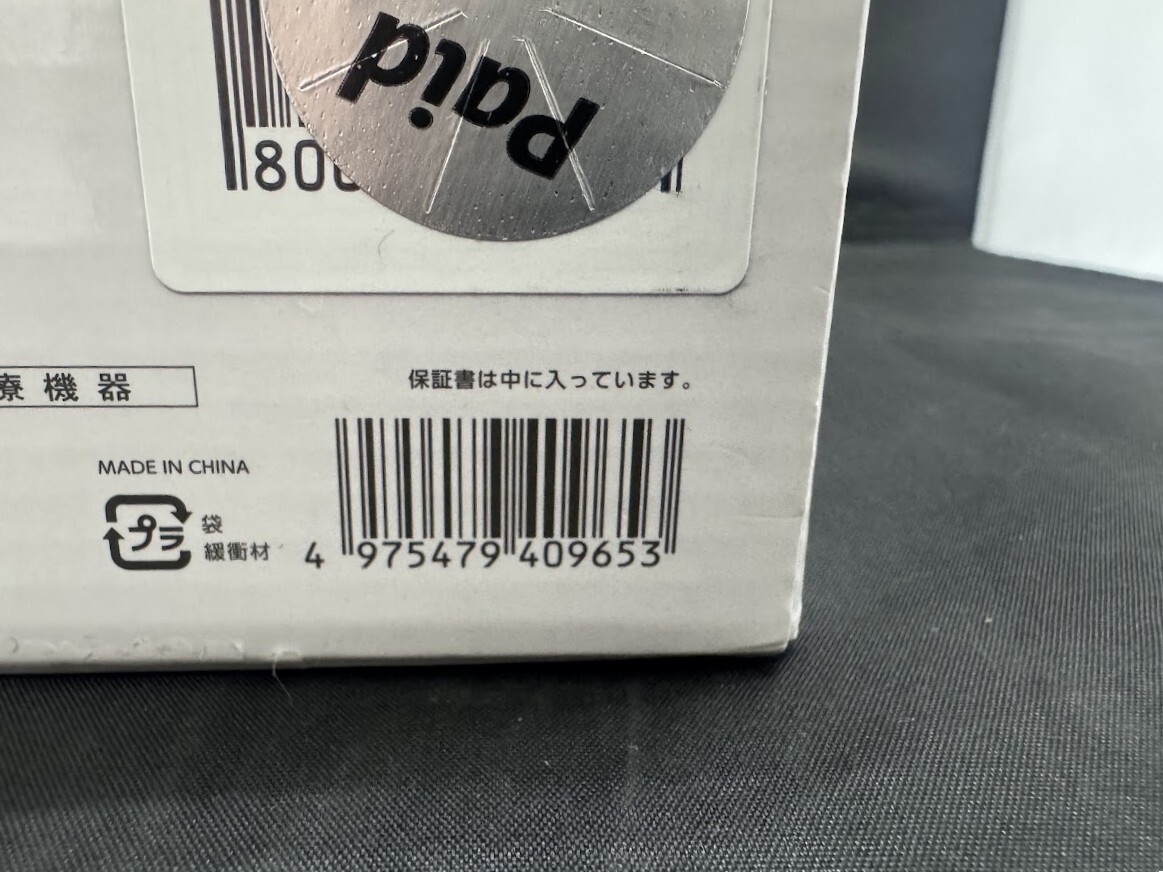 Paid
800
療機器
保証書は中に入っています。
MADE IN CHINA
プラ
袋
緩衝材
4 975479 409653